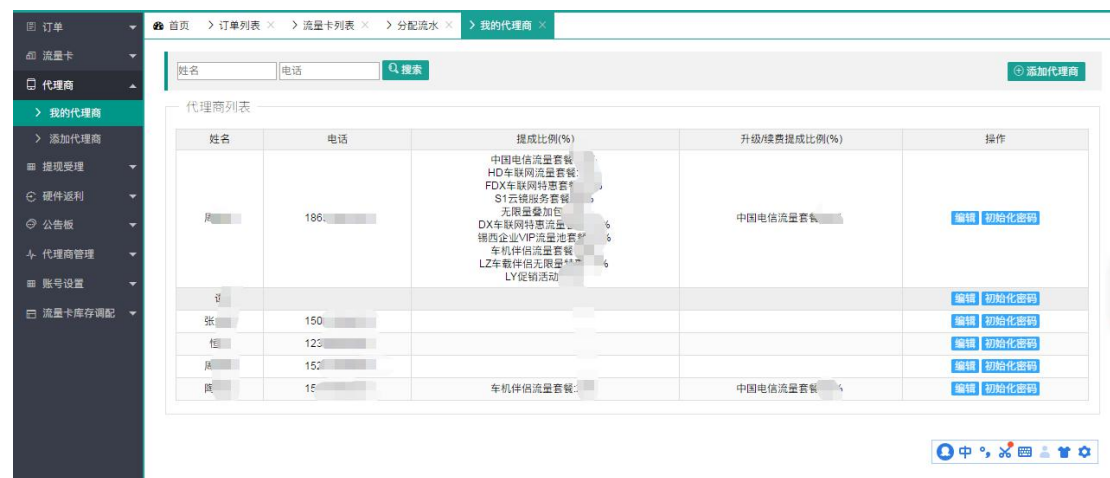 订单
流量卡
代理商
我的代理商
添加代理商
提现受理
硬件返利
公告板
代理商管理
账号设置
流量卡库存调配
首页 > 订单列表 × > 流量卡列表 × > 分配流水 × > 我的代理商 ×
姓名 电话 搜索 添加代理商
代理商列表
姓名 电话 提成比例(%) 升级/续费提成比例(%) 操作
中国电信流量套餐
HD车联网流量套餐:
FDX车联网特惠套
S1云镜服务套餐
无限量叠加包
DX车联网特惠流量 %
锡西企业VIP流量池套餐 %
车机伴侣流量套餐
LZ车载伴侣无限量 %
LY促销活动
186 中国电信流量套餐 编辑 初始化密码
编辑 初始化密码
张 150 编辑 初始化密码
恒 123 编辑 初始化密码
周 152 编辑 初始化密码
陶 15 车机伴侣流量套餐: 中国电信流量套餐 % 编辑 初始化密码
中